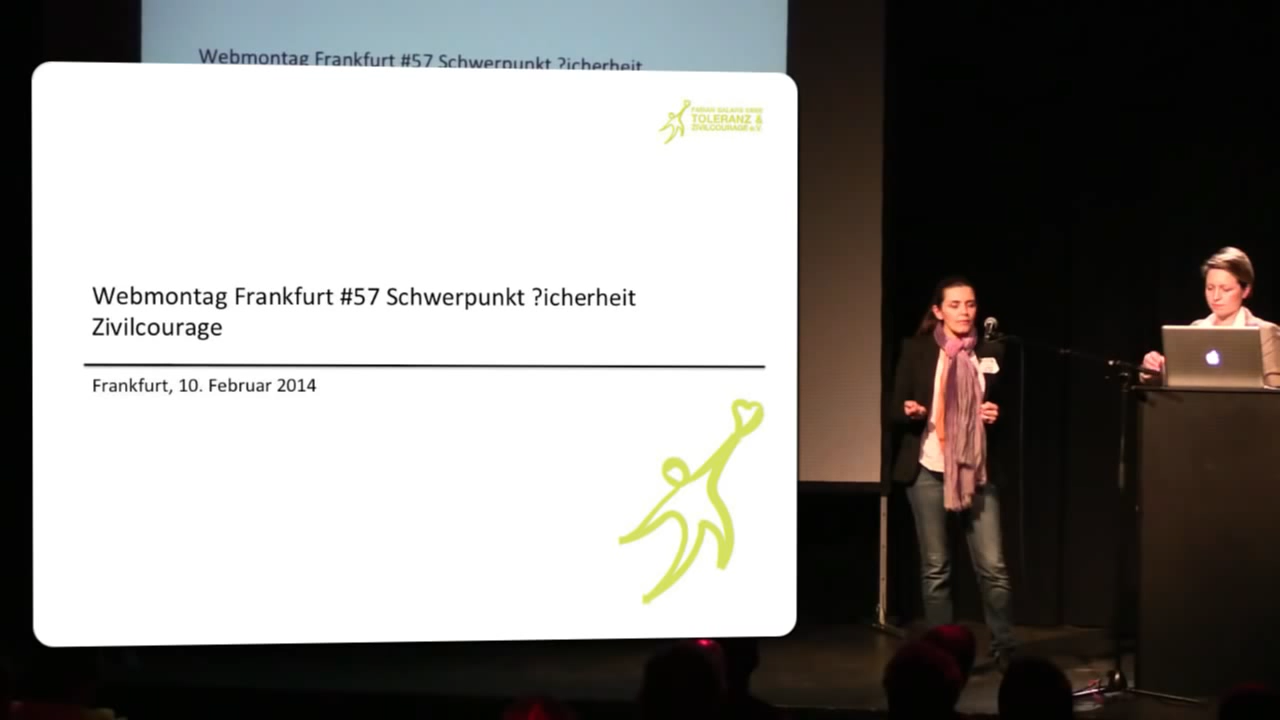 Webmontag Frankfurt #57 Schwerpunkt ?icherheit
TOLERANZ &
ZIVILCOURAGE e.V.
Webmontag Frankfurt #57 Schwerpunkt ?icherheit
Zivilcourage
Frankfurt, 10. Februar 2014